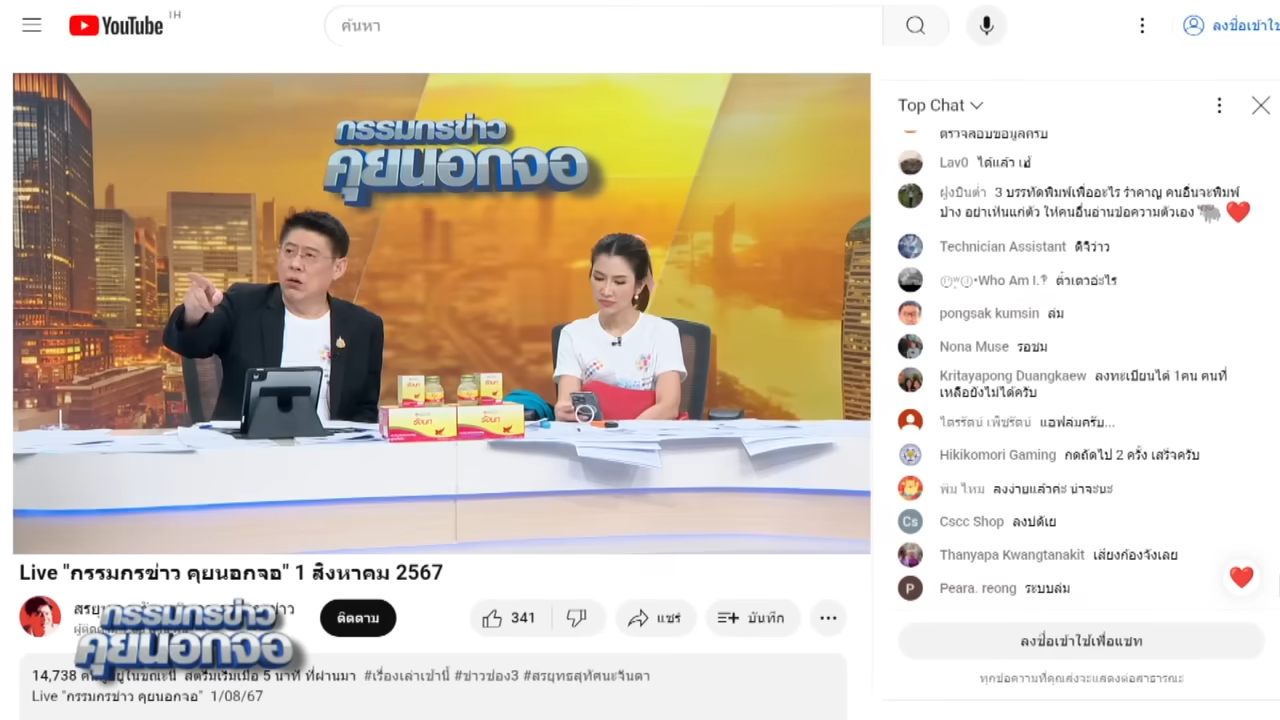 YouTube TH
ค้นหา
ลงชื่อเข้าใช้
กรรมกรข่าว
คุยนอกจอ
Top Chat
ตรวจสอบข้อมูลครับ
Lav0 ได้แล้ว เย้
ฝูงบินต่ำ 3 บรรทัดพิมพ์เพื่ออะไร รำคาญ คนอื่นจะพิมพ์
บ้าง อย่าเห็นแก่ตัว ให้คนอื่นอ่านข้อความตัวเอง
Technician Assistant ดีจ้าว่าว
Who Am I.?
pongsak kumsin ล่ม
Nona Muse รอชม
Kritayapong Duangkaew ลงทะเบียนได้ 1คน คนที่
เหลือยังไม่ได้ครับ
ไตรรัตน์ เพ็ชรัตน์ แอฟล่มครับ...
Hikikomori Gaming กดถัดไป 2 ครั้ง เสร็จครับ
พิม ไหม ลงง่ายแล้วค่ะ น่าจะนะ
Cs
Cscc Shop
Thanyapa Kwangtanakit เสียงก้องจังเลย
P
Peara. reong ระบบล่ม
ลงชื่อเข้าใช้เพื่อแชท
ทุกข้อความที่คุณส่งจะแสดงต่อสาธารณะ
Live "กรรมกรข่าว คุยนอกจอ" 1 สิงหาคม 2567
ติดตาม
341
แชร์
บันทึก
กรรมกรข่าว
คุยนอกจอ
14,738 คนดูอยู่ในขณะนี้ สตรีมเริ่มเมื่อ 5 นาที ที่ผ่านมา #เรื่องเล่าเช้านี้ #ข่าวช่อง3 #สรยุทธสุทัศนะจินดา
Live "กรรมกรข่าว คุยนอกจอ" 1/08/67